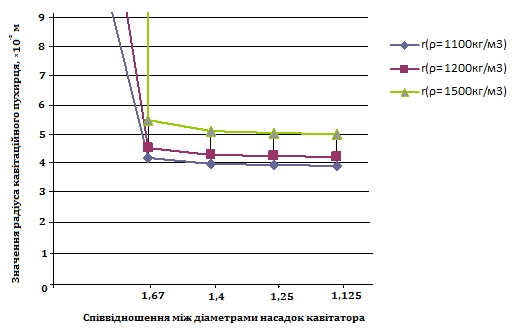 Значення радіуса кавітаційного пухирця, *10⁻² м
9
8
7
6
5
4
3
2
1
0
1,67 1,4 1,25 1,125
Співвідношення між діаметрами насадок кавітатора
r(ρ=1100кг/м3)
r(ρ=1200кг/м3)
r(ρ=1500кг/м3)